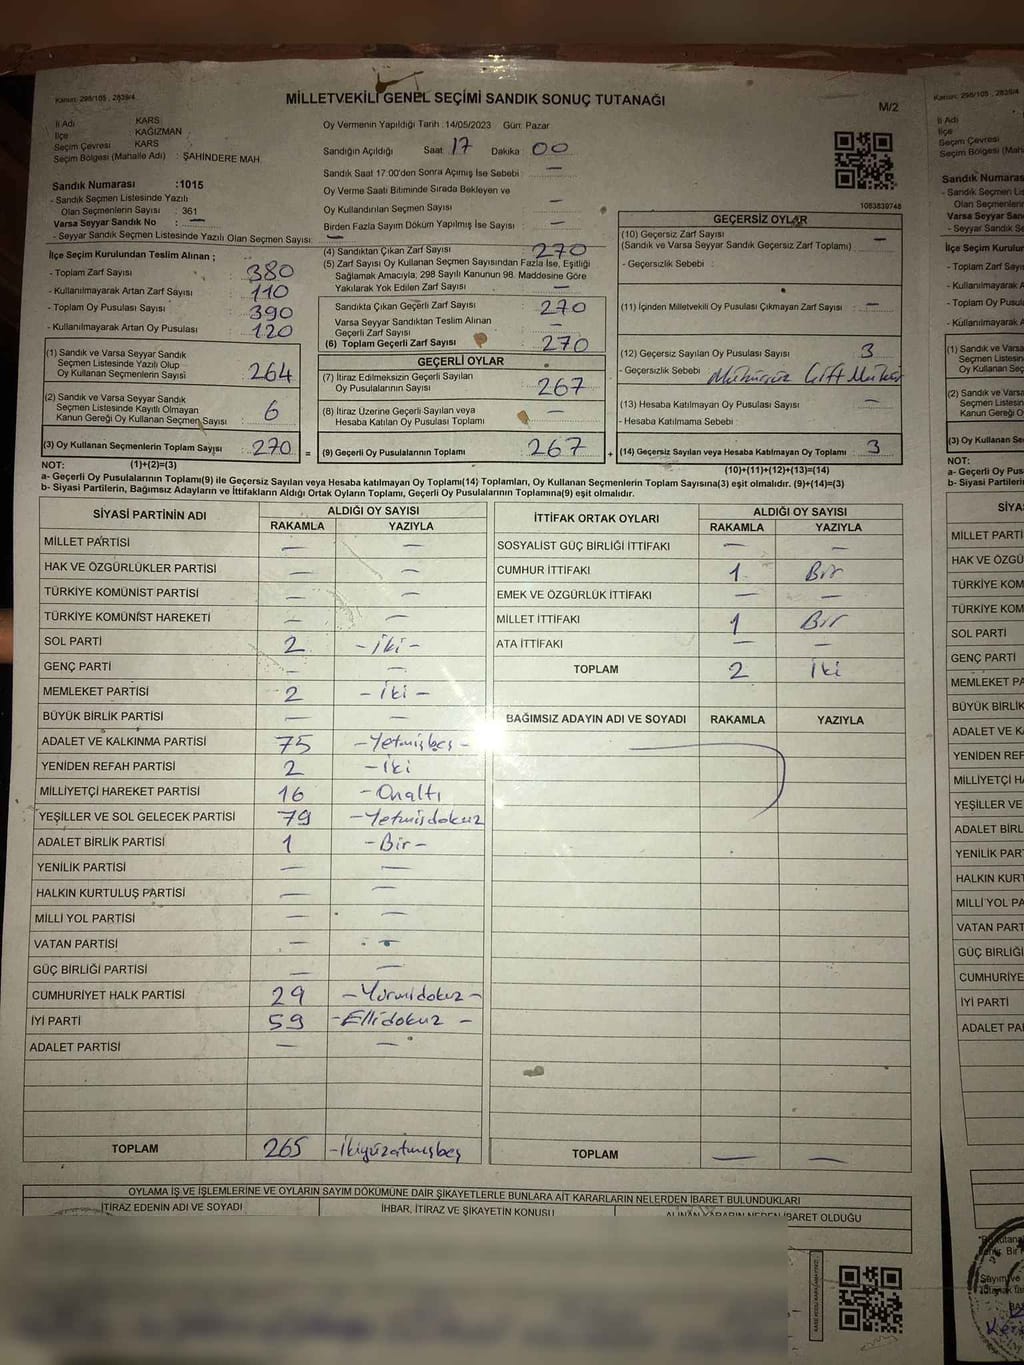 Kanun: 298/105 , 2839/4
MİLLETVEKİLİ GENEL SEÇİMİ SANDIK SONUÇ TUTANAĞI
M/2
İl Adı KARS
İlçe KAĞIZMAN
Seçim Çevresi KARS
Seçim Bölgesi (Mahalle Adı) : ŞAHİNDERE MAH.
Oy Vermenin Yapıldığı Tarih : 14/05/2023 Gün: Pazar
Sandığın Açıldığı Saat 17 Dakika 00
Sandık Saat 17:00'den Sonra Açılmış İse Sebebi —
Oy Verme Saati Bitiminde Sırada Bekleyen ve
Oy Kullandırılan Seçmen Sayısı —
Birden Fazla Sayım Döküm Yapılmış İse Sayısı : —
Sandık Numarası :1015
- Sandık Seçmen Listesinde Yazılı
Olan Seçmenlerin Sayısı : 361
Varsa Seyyar Sandık No : —
- Seyyar Sandık Seçmen Listesinde Yazılı Olan Seçmen Sayısı: —
1083839748
İlçe Seçim Kurulundan Teslim Alınan ;
- Toplam Zarf Sayısı : 380
- Kullanılmayarak Artan Zarf Sayısı : 110
- Toplam Oy Pusulası Sayısı : 390
- Kullanılmayarak Artan Oy Pusulası : 120
(1) Sandık ve Varsa Seyyar Sandık
Seçmen Listesinde Yazılı Olup
Oy Kullanan Seçmenlerin Sayısı : 264
(2) Sandık ve Varsa Seyyar Sandık
Seçmen Listesinde Kayıtlı Olmayan
Kanun Gereği Oy Kullanan Seçmen Sayısı : 6
(3) Oy Kullanan Seçmenlerin Toplam Sayısı : 270
(4) Sandıktan Çıkan Zarf Sayısı : 270
(5) Zarf Sayısı Oy Kullanan Seçmen Sayısından Fazla İse, Eşitliği
Sağlamak Amacıyla; 298 Sayılı Kanunun 98. Maddesine Göre
Yakılarak Yok Edilen Zarf Sayısı : —
Sandıkta Çıkan Geçerli Zarf Sayısı : 270
Varsa Seyyar Sandıktan Teslim Alınan
Geçerli Zarf Sayısı —
(6) Toplam Geçerli Zarf Sayısı : 270
GEÇERLİ OYLAR
(7) İtiraz Edilmeksizin Geçerli Sayılan
Oy Pusulalarının Sayısı : 267
(8) İtiraz Üzerine Geçerli Sayılan veya
Hesaba Katılan Oy Pusulası Toplamı : —
= (9) Geçerli Oy Pusulalarının Toplamı : 267
GEÇERSİZ OYLAR
(10) Geçersiz Zarf Sayısı
(Sandık ve Varsa Seyyar Sandık Geçersiz Zarf Toplamı) : —
- Geçersizlik Sebebi :
(11) İçinden Milletvekili Oy Pusulası Çıkmayan Zarf Sayısı : —
(12) Geçersiz Sayılan Oy Pusulası Sayısı : 3
- Geçersizlik Sebebi : Mühürsüz Çift Mühür
(13) Hesaba Katılmayan Oy Pusulası Sayısı : —
- Hesaba Katılmama Sebebi :
+ (14) Geçersiz Sayılan veya Hesaba Katılmayan Oy Toplamı : 3
NOT: (1)+(2)=(3)
(10)+(11)+(12)+(13)=(14)
a- Geçerli Oy Pusulalarının Toplamı(9) ile Geçersiz Sayılan veya Hesaba Katılmayan Oy Toplamı(14) Toplamları, Oy Kullanan Seçmenlerin Toplam Sayısına(3) eşit olmalıdır. (9)+(14)=(3)
b- Siyasi Partilerin, Bağımsız Adayların ve İttifakların Aldığı Ortak Oyların Toplamı, Geçerli Oy Pusulalarının Toplamına(9) eşit olmalıdır.
SİYASİ PARTİNİN ADI ALDIĞI OY SAYISI
RAKAMLA YAZIYLA
MİLLET PARTİSİ — —
HAK VE ÖZGÜRLÜKLER PARTİSİ — —
TÜRKİYE KOMÜNİST PARTİSİ — —
TÜRKİYE KOMÜNİST HAREKETİ — —
SOL PARTİ 2 - iki -
GENÇ PARTİ — —
MEMLEKET PARTİSİ 2 - iki -
BÜYÜK BİRLİK PARTİSİ — —
ADALET VE KALKINMA PARTİSİ 75 - Yetmişbeş -
YENİDEN REFAH PARTİSİ 2 - iki
MİLLİYETÇİ HAREKET PARTİSİ 16 - Onaltı
YEŞİLLER VE SOL GELECEK PARTİSİ 79 - Yetmişdokuz
ADALET BİRLİK PARTİSİ 1 - Bir -
YENİLİK PARTİSİ — —
HALKIN KURTULUŞ PARTİSİ — —
MİLLİ YOL PARTİSİ — —
VATAN PARTİSİ — —
GÜÇ BİRLİĞİ PARTİSİ — —
CUMHURİYET HALK PARTİSİ 29 - Yirmidokuz -
İYİ PARTİ 59 - Ellidokuz -
ADALET PARTİSİ — —
TOPLAM 265 - ikiyüzatmışbeş
İTTİFAK ORTAK OYLARI ALDIĞI OY SAYISI
RAKAMLA YAZIYLA
SOSYALİST GÜÇ BİRLİĞİ İTTİFAKI — —
CUMHUR İTTİFAKI 1 Bir
EMEK VE ÖZGÜRLÜK İTTİFAKI — —
MİLLET İTTİFAKI 1 Bir
ATA İTTİFAKI — —
TOPLAM 2 iki
BAĞIMSIZ ADAYIN ADI VE SOYADI RAKAMLA YAZIYLA
TOPLAM — —
OYLAMA İŞ VE İŞLEMLERİNE VE OYLARIN SAYIM DÖKÜMÜNE DAİR ŞİKAYETLERLE BUNLARA AİT KARARLARIN NELERDEN İBARET BULUNDUKLARI
İTİRAZ EDENİN ADI VE SOYADI İHBAR, İTİRAZ VE ŞİKAYETİN KONUSU ALINAN KARARIN NEDEN İBARET OLDUĞU
Kanun: 298/105 , 2839/4
İl Adı
İlçe
Seçim Çevresi
Seçim Bölgesi (Mah
Sandık Numaras
- Sandık Seçmen Lis
Olan Seçmenlerin
Varsa Seyyar San
- Seyyar Sandık Se
İlçe Seçim Kurulun
- Toplam Zarf Sayısı
- Kullanılmayarak A
- Toplam Oy Pusula
- Kullanılmayarak
(1) Sandık ve Varsa
Seçmen Listesin
Oy Kullanan Seç
(2) Sandık ve Varsa
Seçmen Listesin
Kanun Gereği O
(3) Oy Kullanan Se
NOT:
a- Geçerli Oy Pus
b- Siyasi Partileri
SİYA
MİLLET PARTİ
HAK VE ÖZGÜ
TÜRKİYE KOM
TÜRKİYE KOM
SOL PARTİ
GENÇ PARTİ
MEMLEKET PA
BÜYÜK BİRLİK
ADALET VE KA
YENİDEN REF
MİLLİYETÇİ HA
YEŞİLLER VE
ADALET BİRL
YENİLİK PAR
HALKIN KURT
MİLLİ YOL PA
VATAN PART
GÜÇ BİRLİĞİ
CUMHURİYE
İYİ PARTİ
ADALET PA